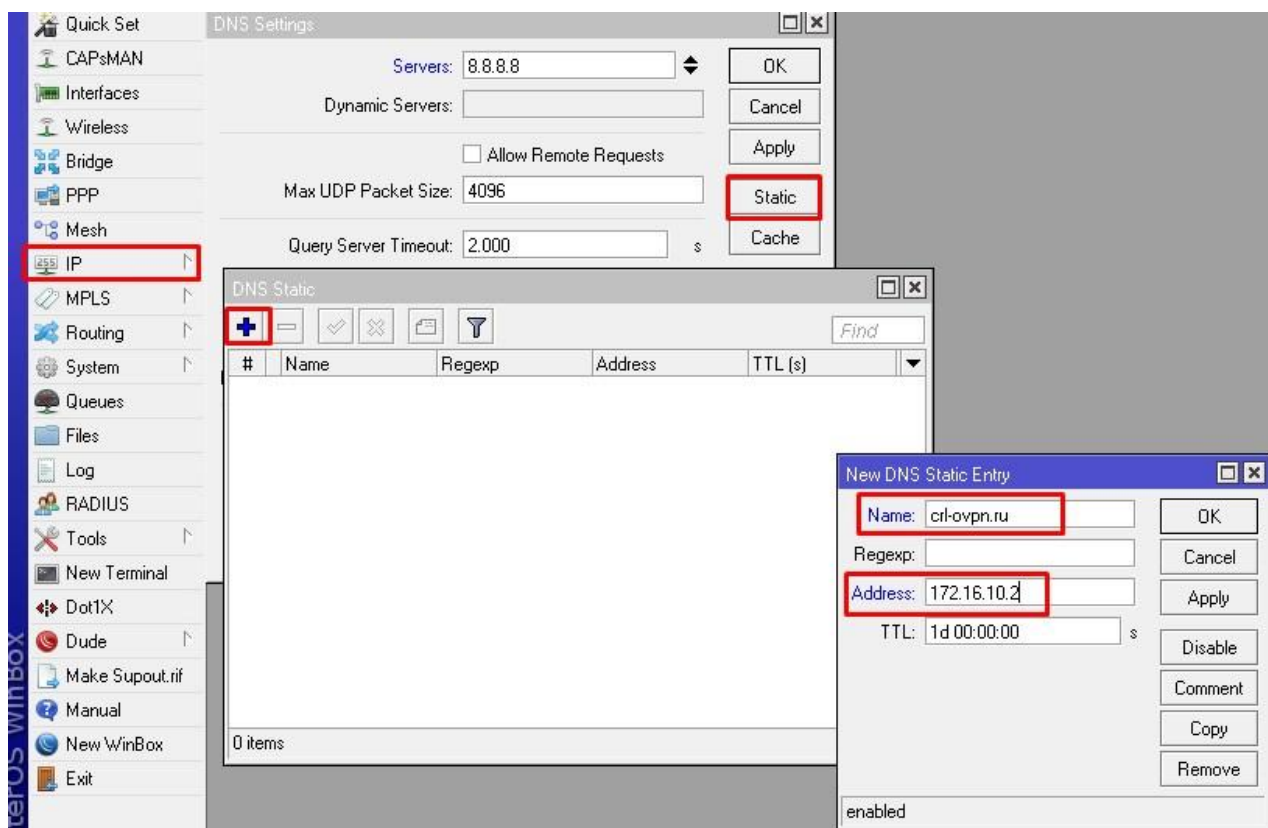 Quick Set
CAPsMAN
Interfaces
Wireless
Bridge
PPP
Mesh
255 IP
MPLS
Routing
System
Queues
Files
Log
RADIUS
Tools
New Terminal
Dot1X
Dude
Make Supout.rif
Manual
New WinBox
Exit
terOS WinBox
DNS Settings
Servers: 8.8.8.8
Dynamic Servers:
Allow Remote Requests
Max UDP Packet Size: 4096
Query Server Timeout: 2.000 s
OK
Cancel
Apply
Static
Cache
DNS Static
Find
# Name Regexp Address TTL (s)
0 items
New DNS Static Entry
Name: crl-ovpn.ru
Regexp:
Address: 172.16.10.2
TTL: 1d 00:00:00 s
OK
Cancel
Apply
Disable
Comment
Copy
Remove
enabled